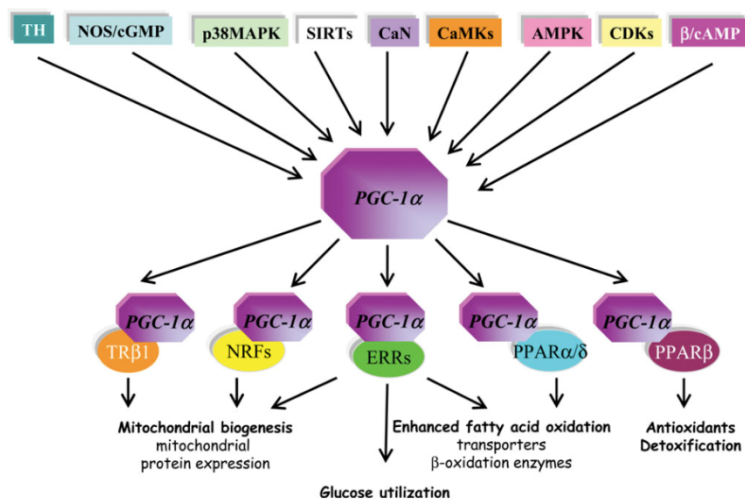 TH NOS/cGMP p38MAPK SIRTs CaN CaMKs AMPK CDKs β/cAMP
PGC-1α
PGC-1α PGC-1α PGC-1α PGC-1α PGC-1α
TRβ1 NRFs ERRs PPARα/δ PPARβ
Mitochondrial biogenesis Enhanced fatty acid oxidation Antioxidants
mitochondrial transporters Detoxification
protein expression β-oxidation enzymes
Glucose utilization